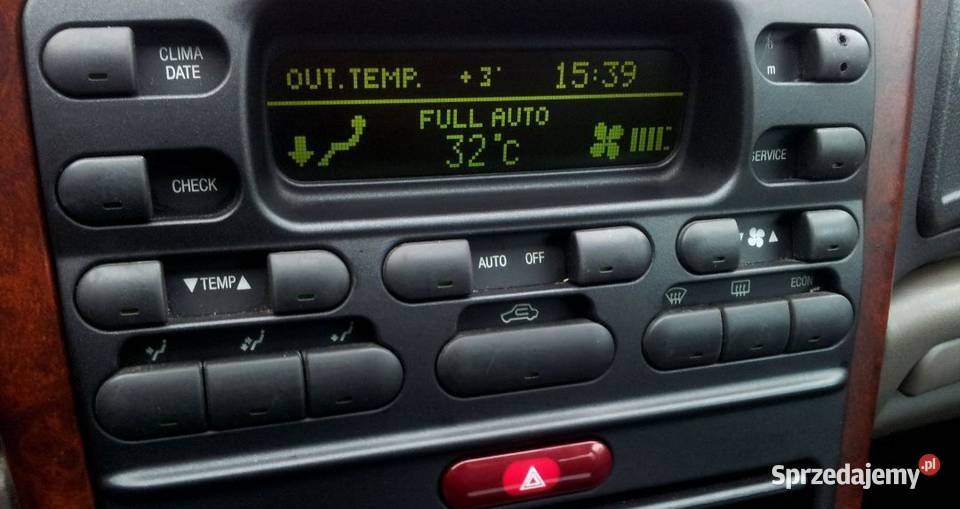 CLIMA
DATE
OUT.TEMP. +3° 15:39
h
m
FULL AUTO
32°C
CHECK
SERVICE
▼TEMP▲
AUTO OFF
▼ ▲
ECON
Sprzedajemy.pl